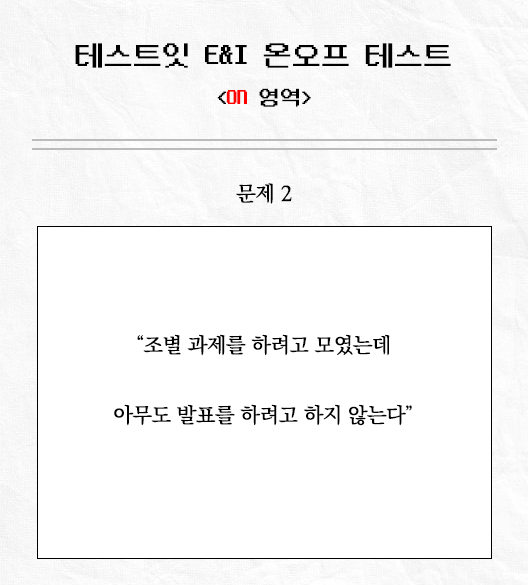 테스트잇 E&I 온오프 테스트
<ON 영역>
문제 2
“조별 과제를 하려고 모였는데
아무도 발표를 하려고 하지 않는다”